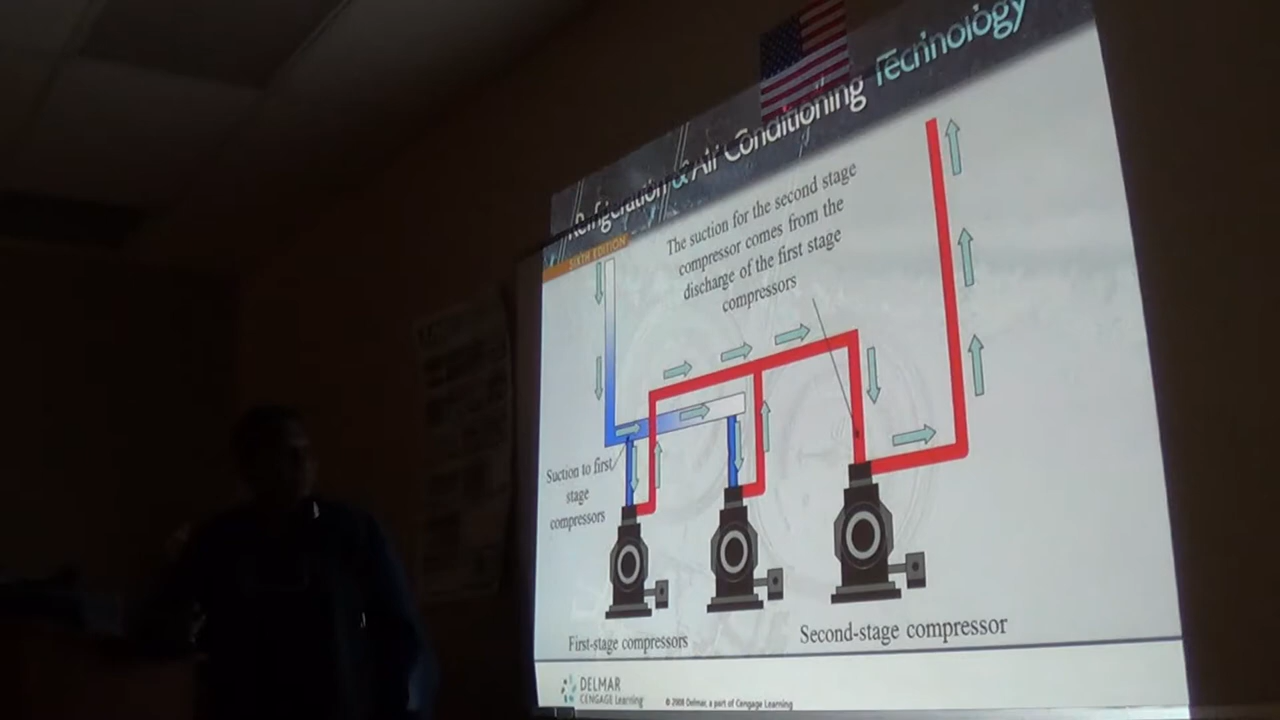 Refrigeration & Air Conditioning Technology
SIXTH EDITION
The suction for the second stage
compressor comes from the
discharge of the first stage
compressors
Suction to first
stage
compressors
First-stage compressors
Second-stage compressor
DELMAR
CENGAGE Learning
© 2008 Delmar, a part of Cengage Learning